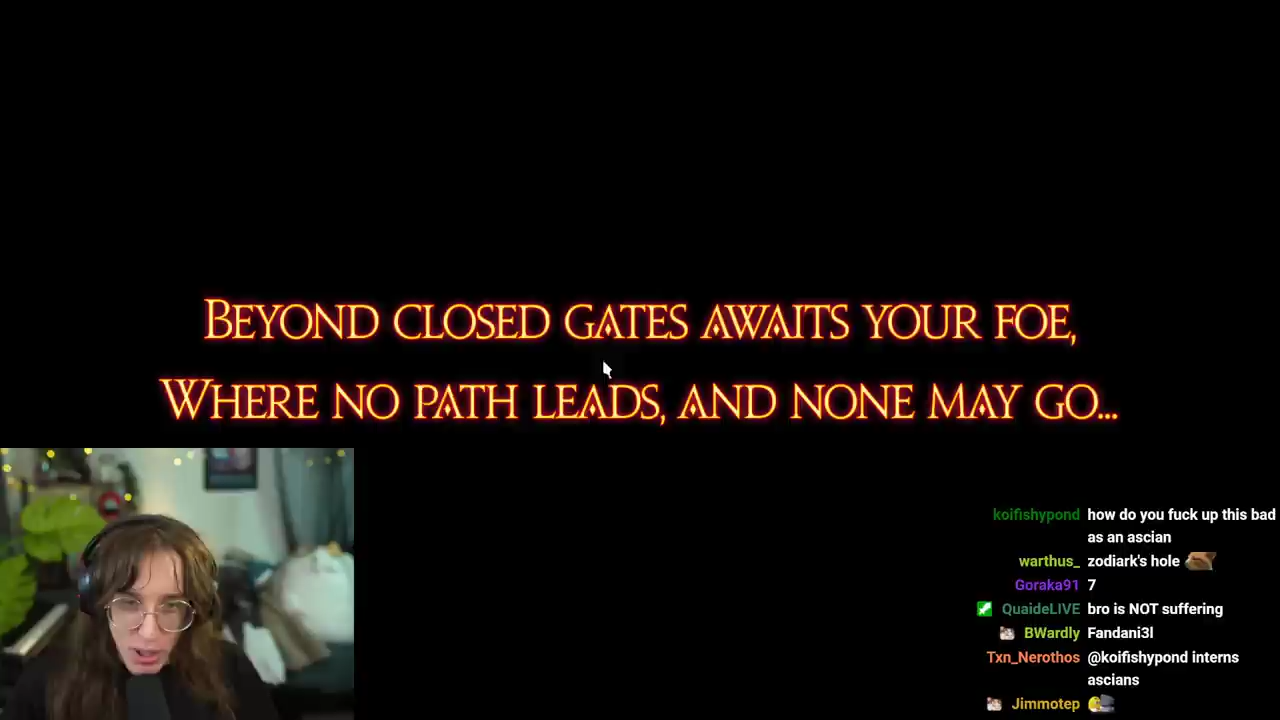 Beyond closed gates awaits your foe,
Where no path leads, and none may go...
koifishypond how do you fuck up this bad
as an ascian
warthus_ zodiark's hole
Goraka91 7
QuaideLIVE bro is NOT suffering
BWardly Fandani3l
Txn_Nerothos @koifishypond interns
ascians
Jimmotep